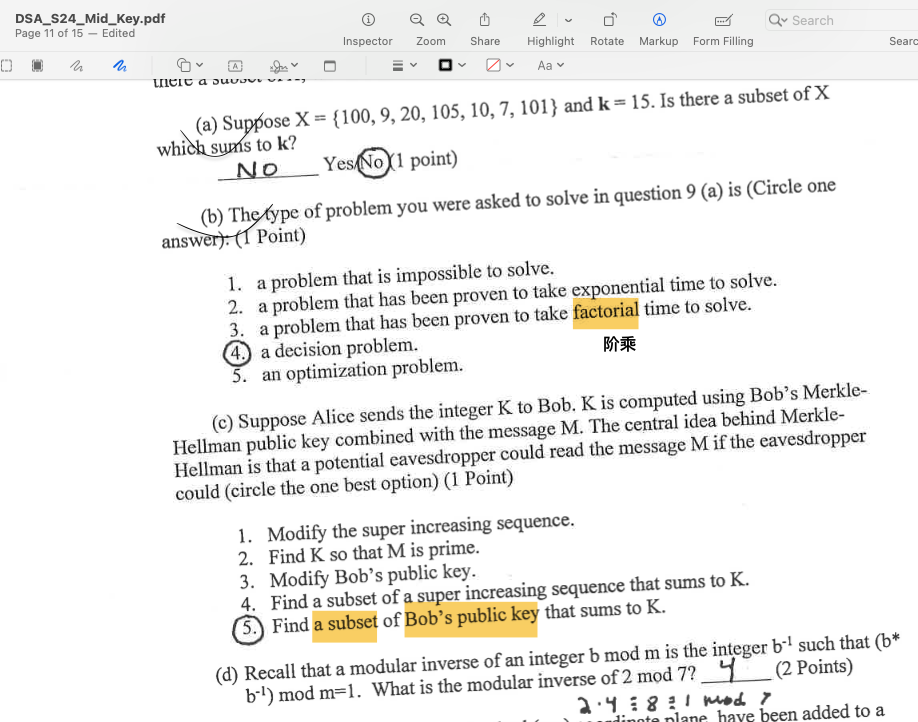 DSA_S24_Mid_Key.pdf
Page 11 of 15 — Edited
Inspector
Zoom
Share
Highlight
Rotate
Markup
Form Filling
Search
Searc
Aa
there a subset of X,
(a) Suppose X = {100, 9, 20, 105, 10, 7, 101} and k = 15. Is there a subset of X
which sums to k?
NO Yes/No (1 point)
(b) The type of problem you were asked to solve in question 9 (a) is (Circle one
answer): (1 Point)
1. a problem that is impossible to solve.
2. a problem that has been proven to take exponential time to solve.
3. a problem that has been proven to take factorial time to solve.
阶乘
4. a decision problem.
5. an optimization problem.
(c) Suppose Alice sends the integer K to Bob. K is computed using Bob's Merkle-
Hellman public key combined with the message M. The central idea behind Merkle-
Hellman is that a potential eavesdropper could read the message M if the eavesdropper
could (circle the one best option) (1 Point)
1. Modify the super increasing sequence.
2. Find K so that M is prime.
3. Modify Bob's public key.
4. Find a subset of a super increasing sequence that sums to K.
5. Find a subset of Bob's public key that sums to K.
(d) Recall that a modular inverse of an integer b mod m is the integer b⁻¹ such that (b*
b⁻¹) mod m=1. What is the modular inverse of 2 mod 7? 4 (2 Points)
2·4 ≡ 8 ≡ 1 mod 7
coordinate plane, have been added to a